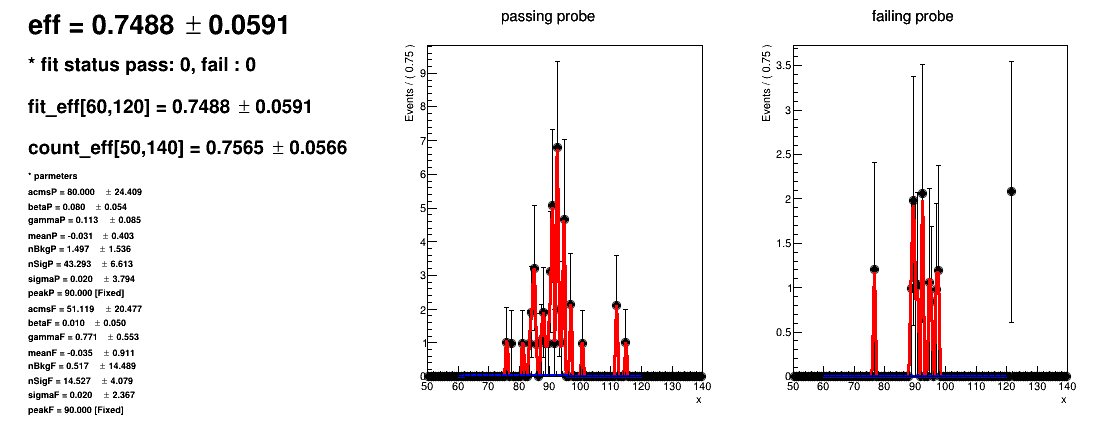 eff = 0.7488 ± 0.0591
* fit status pass: 0, fail : 0
fit_eff[60,120] = 0.7488 ± 0.0591
count_eff[50,140] = 0.7565 ± 0.0566
* parmeters
acmsP = 80.000 ± 24.409
betaP = 0.080 ± 0.054
gammaP = 0.113 ± 0.085
meanP = -0.031 ± 0.403
nBkgP = 1.497 ± 1.536
nSigP = 43.293 ± 6.613
sigmaP = 0.020 ± 3.794
peakP = 90.000 [Fixed]
acmsF = 51.119 ± 20.477
betaF = 0.010 ± 0.050
gammaF = 0.771 ± 0.553
meanF = -0.035 ± 0.911
nBkgF = 0.517 ± 14.489
nSigF = 14.527 ± 4.079
sigmaF = 0.020 ± 2.367
peakF = 90.000 [Fixed]
passing probe
Events / ( 0.75 )
9
8
7
6
5
4
3
2
1
0
50 60 70 80 90 100 110 120 130 140
x
failing probe
Events / ( 0.75 )
3.5
3
2.5
2
1.5
1
0.5
0
50 60 70 80 90 100 110 120 130 140
x